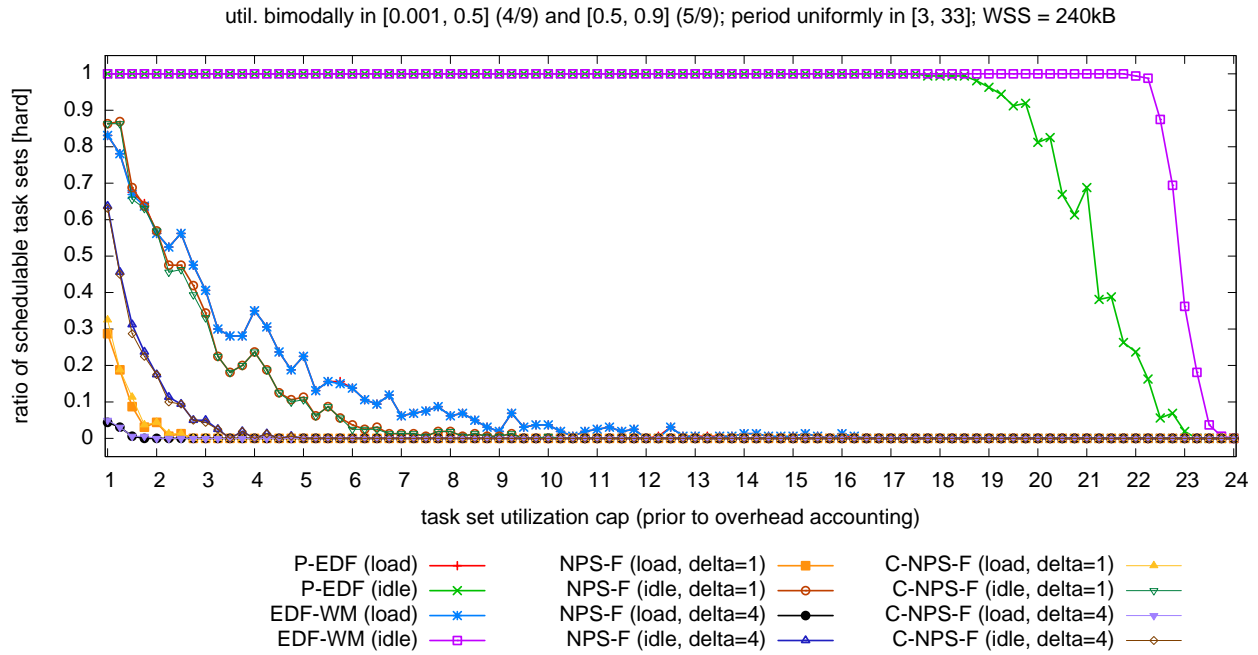 util. bimodally in [0.001, 0.5] (4/9) and [0.5, 0.9] (5/9); period uniformly in [3, 33]; WSS = 240kB
ratio of schedulable task sets [hard]
1
0.9
0.8
0.7
0.6
0.5
0.4
0.3
0.2
0.1
0
1 2 3 4 5 6 7 8 9 10 11 12 13 14 15 16 17 18 19 20 21 22 23 24
task set utilization cap (prior to overhead accounting)
P-EDF (load) NPS-F (load, delta=1) C-NPS-F (load, delta=1)
P-EDF (idle) NPS-F (idle, delta=1) C-NPS-F (idle, delta=1)
EDF-WM (load) NPS-F (load, delta=4) C-NPS-F (load, delta=4)
EDF-WM (idle) NPS-F (idle, delta=4) C-NPS-F (idle, delta=4)